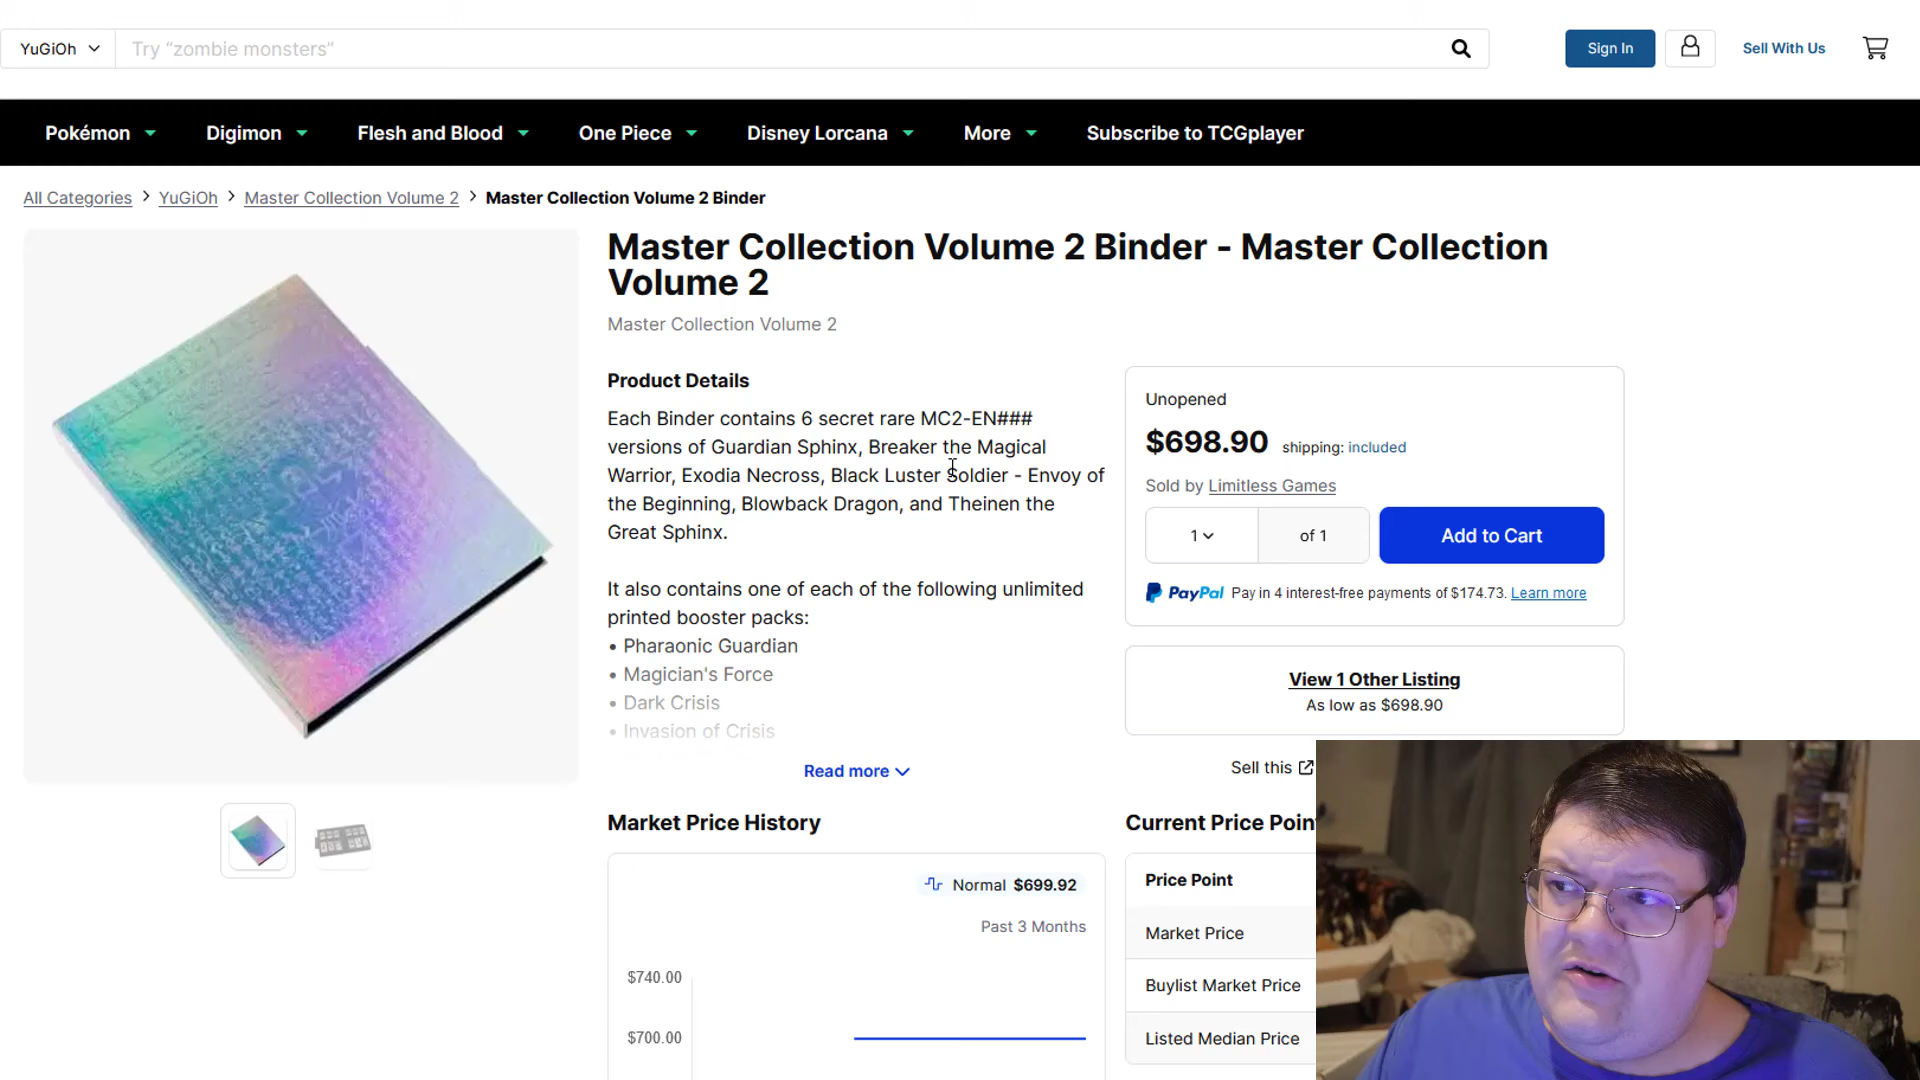 YuGiOh
Try “zombie monsters”
Sign In
Sell With Us
Pokémon
Digimon
Flesh and Blood
One Piece
Disney Lorcana
More
Subscribe to TCGplayer
All Categories > YuGiOh > Master Collection Volume 2 > Master Collection Volume 2 Binder
Master Collection Volume 2 Binder - Master Collection
Volume 2
Master Collection Volume 2
Product Details
Each Binder contains 6 secret rare MC2-EN###
versions of Guardian Sphinx, Breaker the Magical
Warrior, Exodia Necross, Black Luster Soldier - Envoy of
the Beginning, Blowback Dragon, and Theinen the
Great Sphinx.
It also contains one of each of the following unlimited
printed booster packs:
• Pharaonic Guardian
• Magician's Force
• Dark Crisis
• Invasion of Crisis
Read more
Unopened
$698.90 shipping: included
Sold by Limitless Games
1
of 1
Add to Cart
PayPal Pay in 4 interest-free payments of $174.73. Learn more
View 1 Other Listing
As low as $698.90
Sell this
Market Price History
Normal $699.92
Past 3 Months
$740.00
$700.00
Current Price Poin
Price Point
Market Price
Buylist Market Price
Listed Median Price